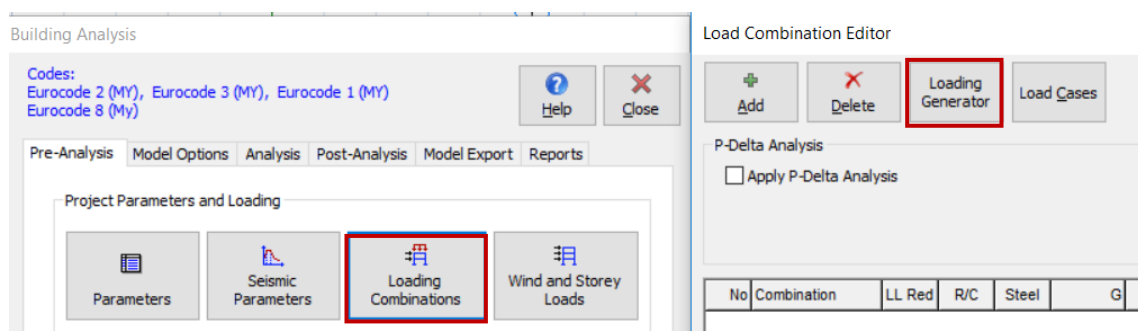 Building Analysis
Codes:
Eurocode 2 (MY), Eurocode 3 (MY), Eurocode 1 (MY)
Eurocode 8 (My)
Help
Close
Pre-Analysis
Model Options
Analysis
Post-Analysis
Model Export
Reports
Project Parameters and Loading
Parameters
Seismic
Parameters
Loading
Combinations
Wind and Storey
Loads
Load Combination Editor
Add
Delete
Loading
Generator
Load Cases
P-Delta Analysis
Apply P-Delta Analysis
No
Combination
LL Red
R/C
Steel
G